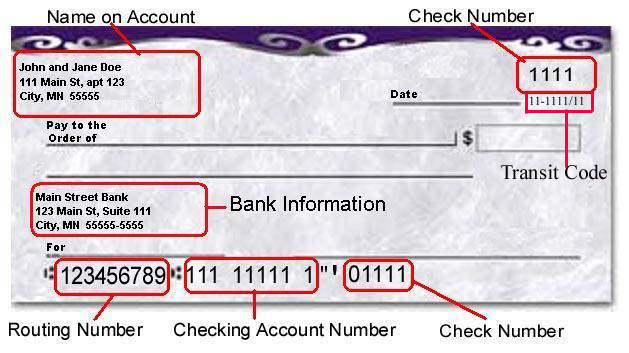 Name on Account
Check Number
John and Jane Doe
111 Main St, apt 123
City, MN 55555
1111
Date
11-1111/11
Pay to the
Order of
$
Transit Code
Main Street Bank
123 Main St, Suite 111
City, MN 55555-5555
Bank Information
For
⑆123456789⑆111 11111 1"' 01111
Routing Number
Checking Account Number
Check Number